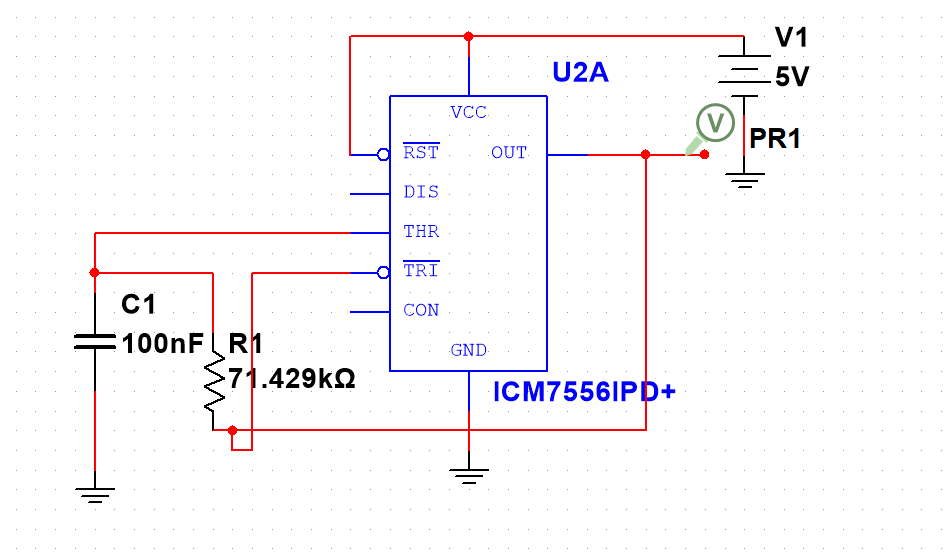 V1
5V
U2A
VCC
V
PR1
RST
OUT
DIS
THR
TRI
CON
GND
C1
100nF
R1
71.429kΩ
ICM7556IPD+